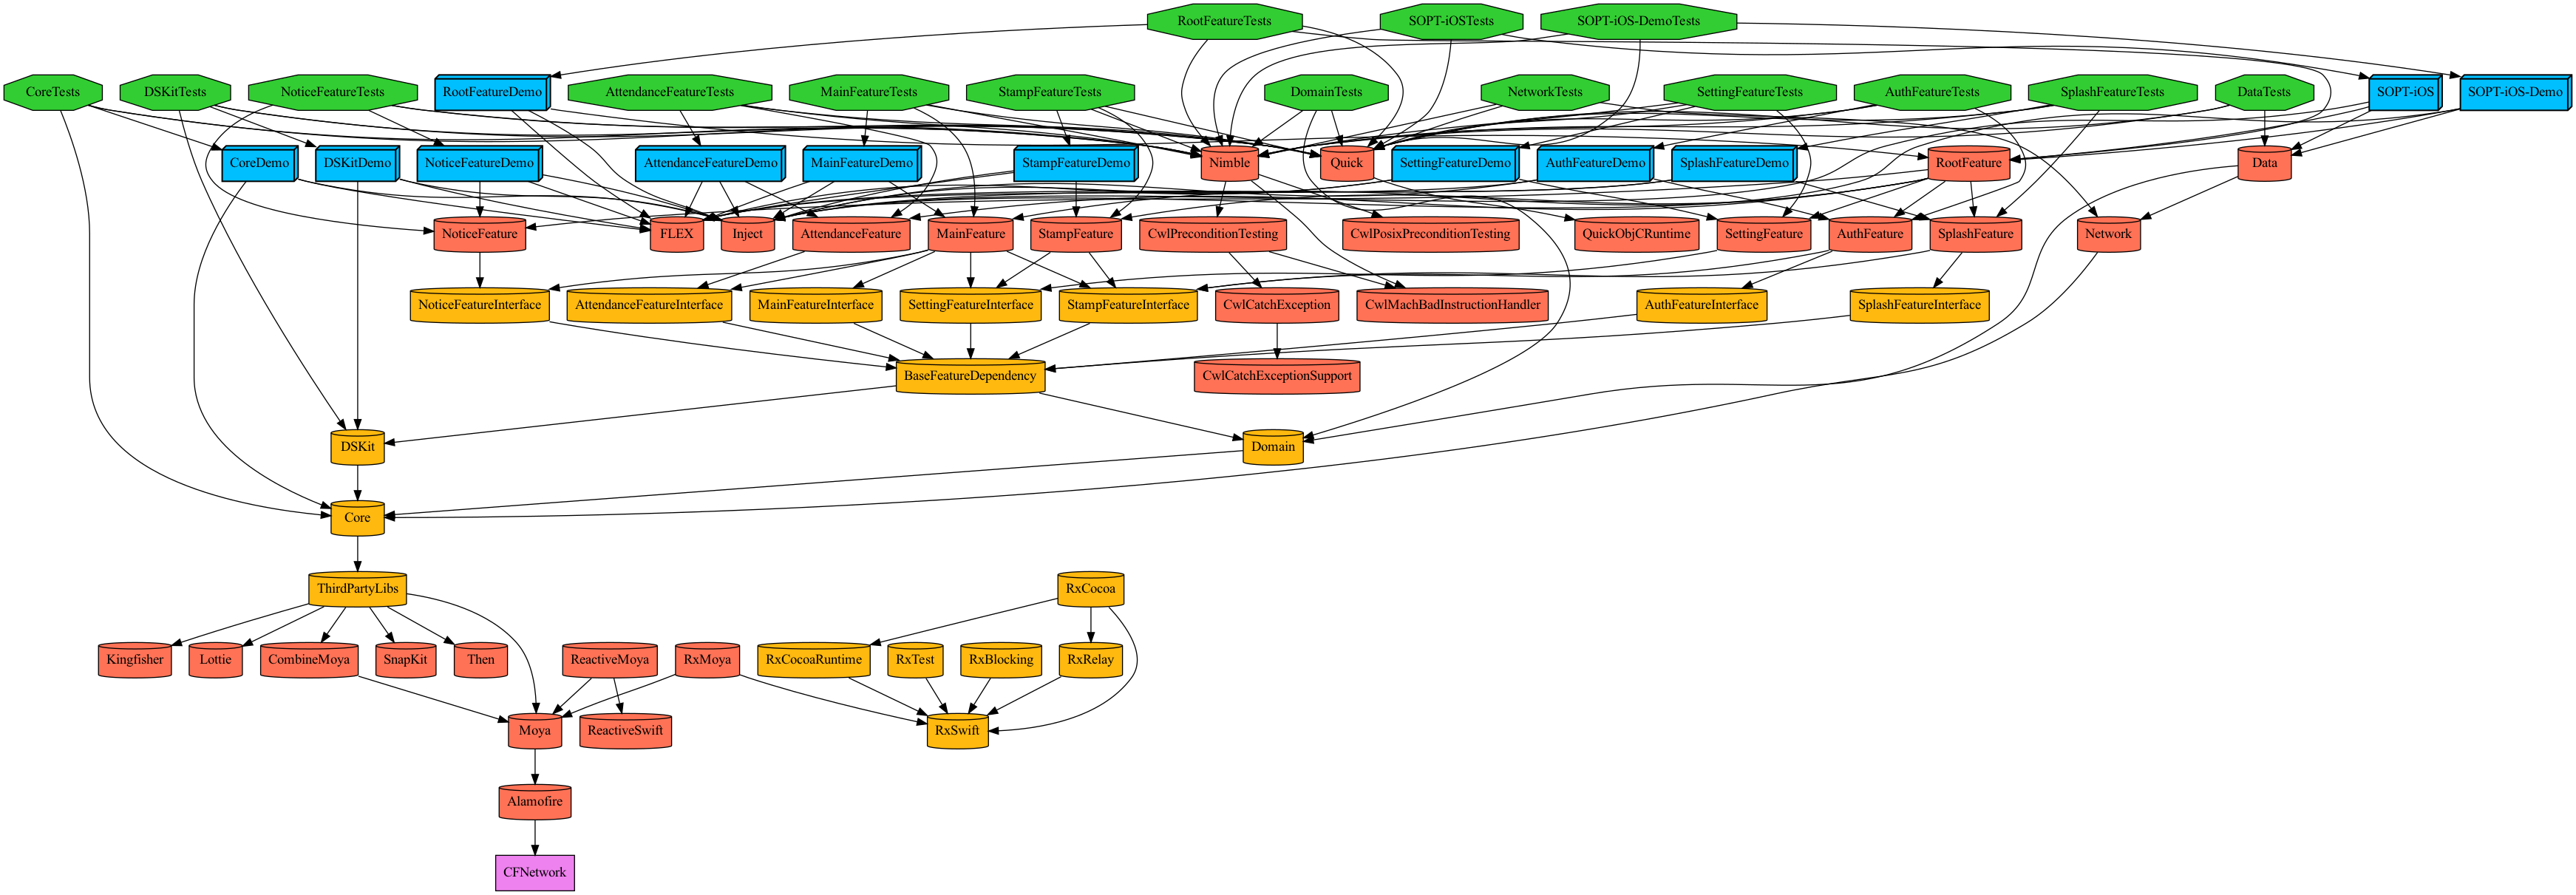 RootFeatureTests
SOPT-iOSTests
SOPT-iOS-DemoTests
CoreTests
DSKitTests
NoticeFeatureTests
RootFeatureDemo
AttendanceFeatureTests
MainFeatureTests
StampFeatureTests
DomainTests
NetworkTests
SettingFeatureTests
AuthFeatureTests
SplashFeatureTests
DataTests
SOPT-iOS
SOPT-iOS-Demo
CoreDemo
DSKitDemo
NoticeFeatureDemo
AttendanceFeatureDemo
MainFeatureDemo
StampFeatureDemo
Nimble
Quick
SettingFeatureDemo
AuthFeatureDemo
SplashFeatureDemo
RootFeature
Data
NoticeFeature
FLEX
Inject
AttendanceFeature
MainFeature
StampFeature
CwlPreconditionTesting
CwlPosixPreconditionTesting
QuickObjCRuntime
SettingFeature
AuthFeature
SplashFeature
Network
NoticeFeatureInterface
AttendanceFeatureInterface
MainFeatureInterface
SettingFeatureInterface
StampFeatureInterface
CwlCatchException
CwlMachBadInstructionHandler
AuthFeatureInterface
SplashFeatureInterface
BaseFeatureDependency
CwlCatchExceptionSupport
DSKit
Domain
Core
ThirdPartyLibs
RxCocoa
Kingfisher
Lottie
CombineMoya
SnapKit
Then
ReactiveMoya
RxMoya
RxCocoaRuntime
RxTest
RxBlocking
RxRelay
Moya
ReactiveSwift
RxSwift
Alamofire
CFNetwork